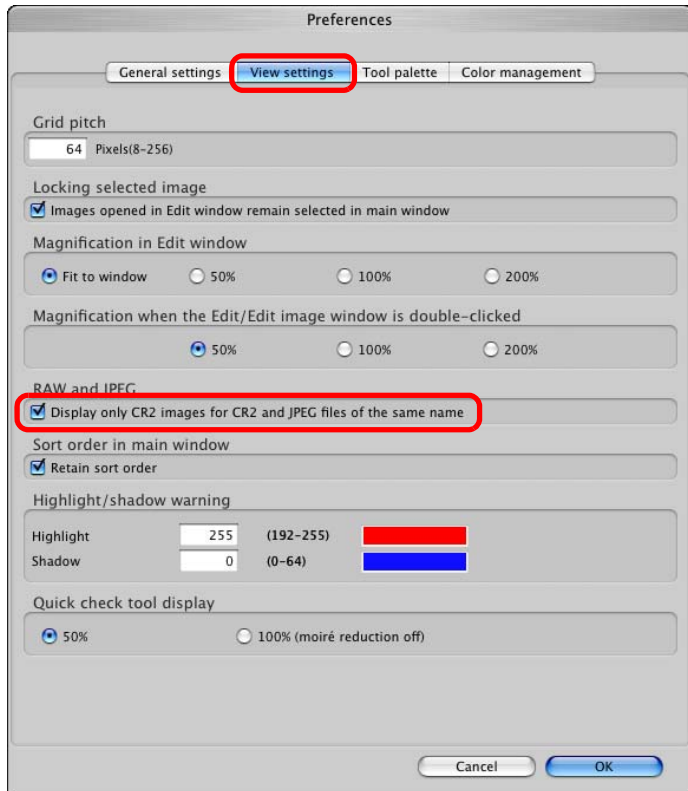 Preferences
General settings View settings Tool palette Color management
Grid pitch
64 Pixels(8-256)
Locking selected image
Images opened in Edit window remain selected in main window
Magnification in Edit window
Fit to window 50% 100% 200%
Magnification when the Edit/Edit image window is double-clicked
50% 100% 200%
RAW and JPEG
Display only CR2 images for CR2 and JPEG files of the same name
Sort order in main window
Retain sort order
Highlight/shadow warning
Highlight 255 (192-255)
Shadow 0 (0-64)
Quick check tool display
50% 100% (moiré reduction off)
Cancel OK